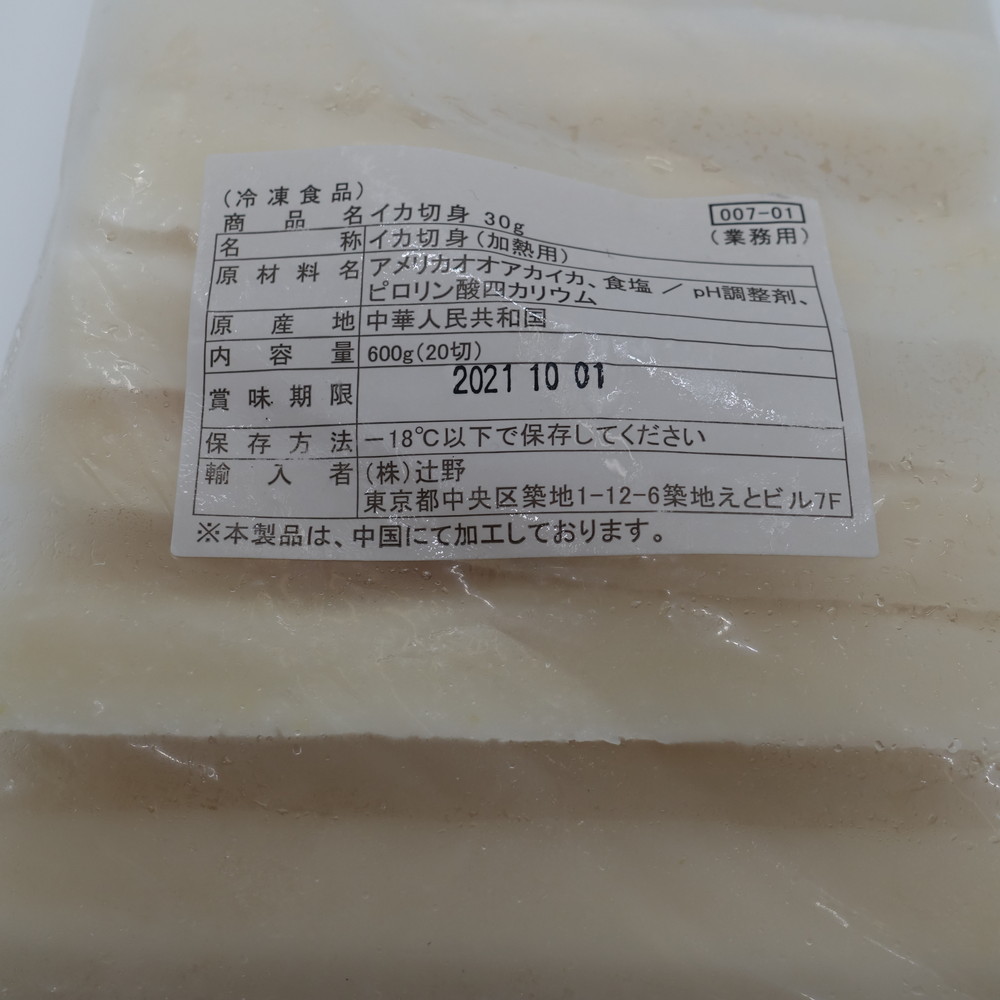 (冷凍食品)
商品名 イカ切身 30g
007-01
(業務用)
名称 イカ切身(加熱用)
原材料名 アメリカオオアカイカ、食塩 / pH調整剤、
ピロリン酸四カリウム
原産地 中華人民共和国
内容量 600g(20切)
賞味期限 2021 10 01
保存方法 -18℃以下で保存してください
輸入者 (株)辻野
東京都中央区築地1-12-6築地えとビル7F
※本製品は、中国にて加工しております。